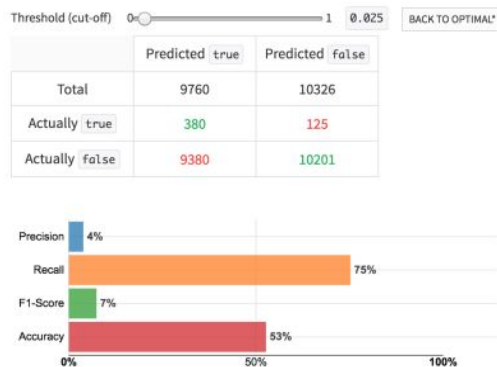 Threshold (cut-off) 0 1 0.025 BACK TO OPTIMAL*
Predicted true Predicted false
Total 9760 10326
Actually true 380 125
Actually false 9380 10201
Precision 4%
Recall 75%
F1-Score 7%
Accuracy 53%
0% 50% 100%